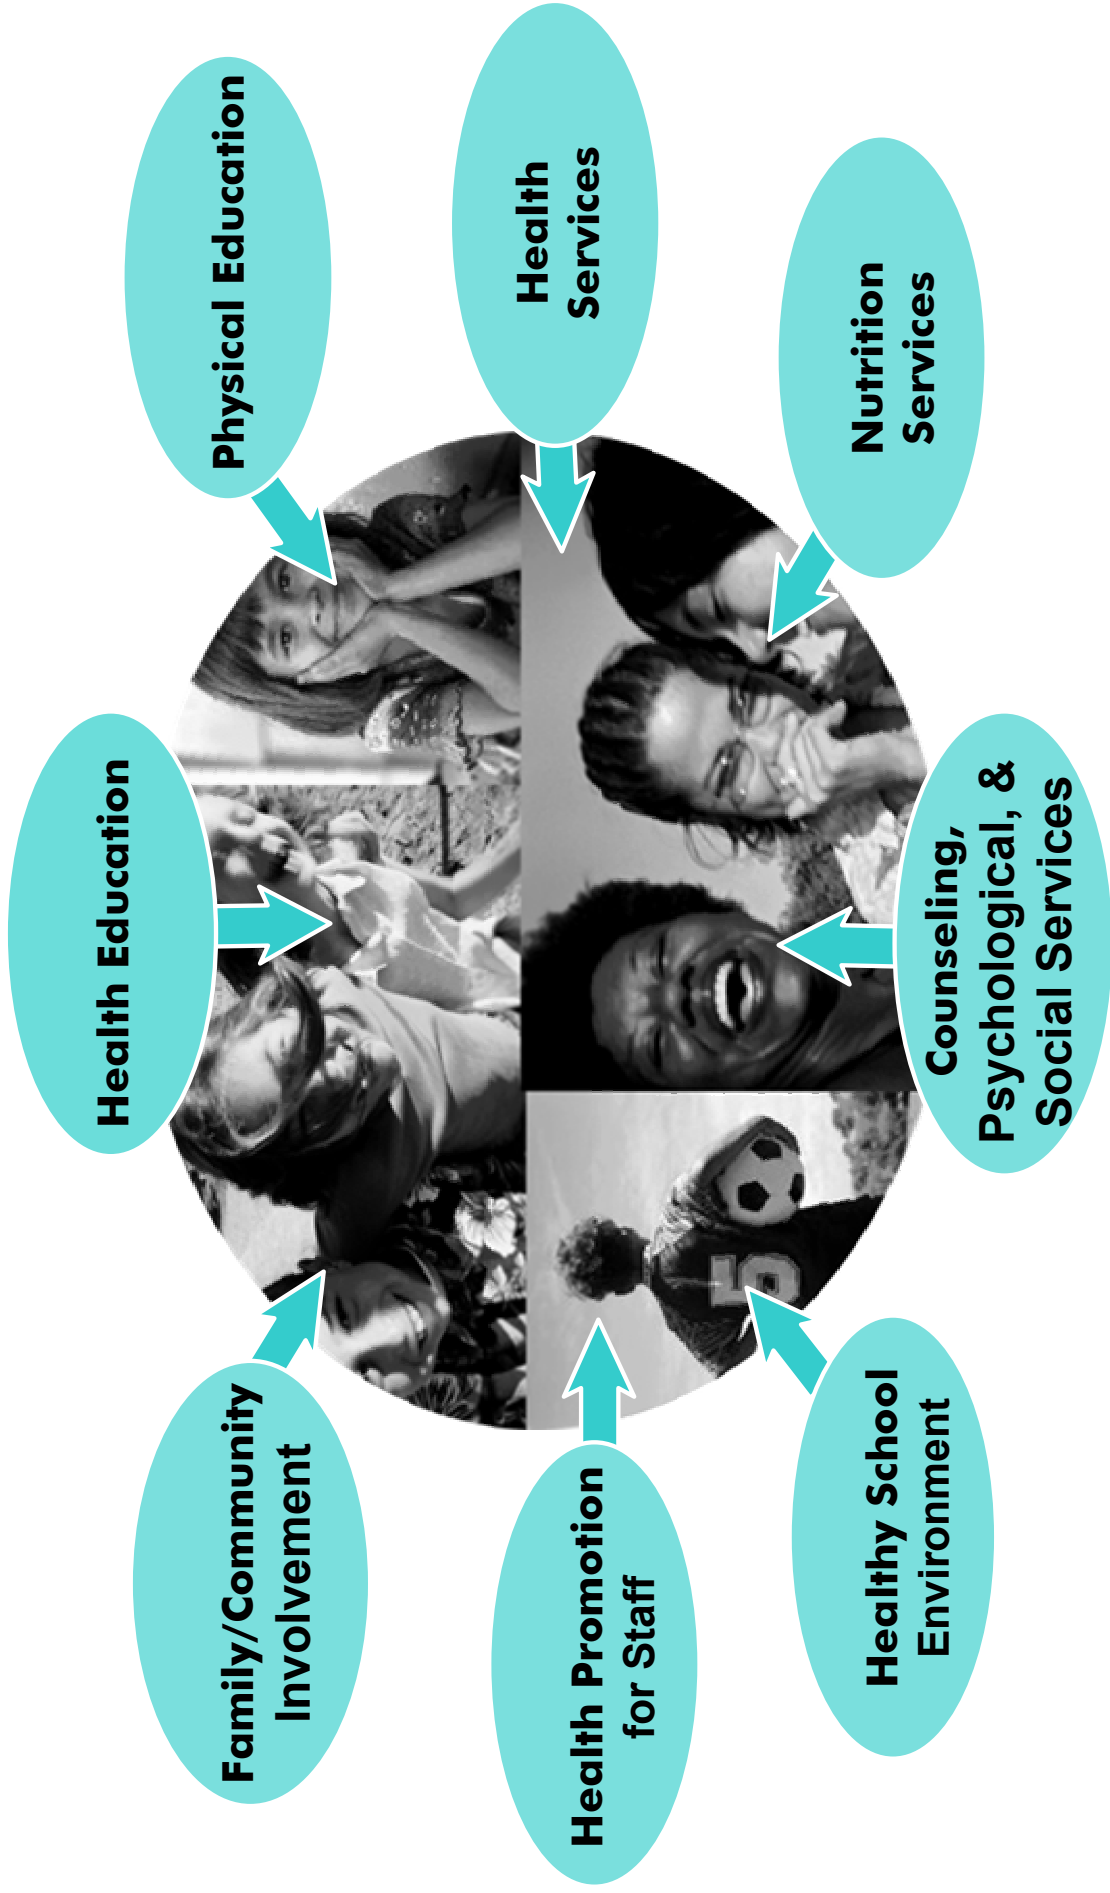 Health Education
Physical Education
Health
Services
Nutrition
Services
Counseling,
Psychological, &
Social Services
Healthy School
Environment
Health Promotion
for Staff
Family/Community
Involvement
5